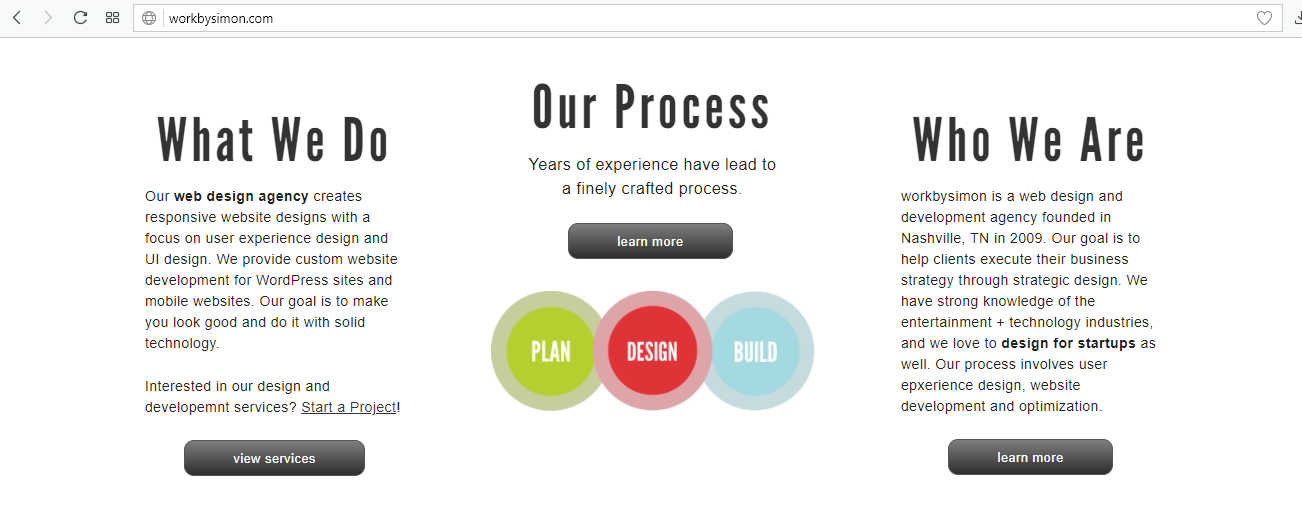 workbysimon.com
What We Do
Our web design agency creates
responsive website designs with a
focus on user experience design and
UI design. We provide custom website
development for WordPress sites and
mobile websites. Our goal is to make
you look good and do it with solid
technology.
Interested in our design and
developemnt services? Start a Project!
view services
Our Process
Years of experience have lead to
a finely crafted process.
learn more
PLAN
DESIGN
BUILD
Who We Are
workbysimon is a web design and
development agency founded in
Nashville, TN in 2009. Our goal is to
help clients execute their business
strategy through strategic design. We
have strong knowledge of the
entertainment + technology industries,
and we love to design for startups as
well. Our process involves user
epxerience design, website
development and optimization.
learn more